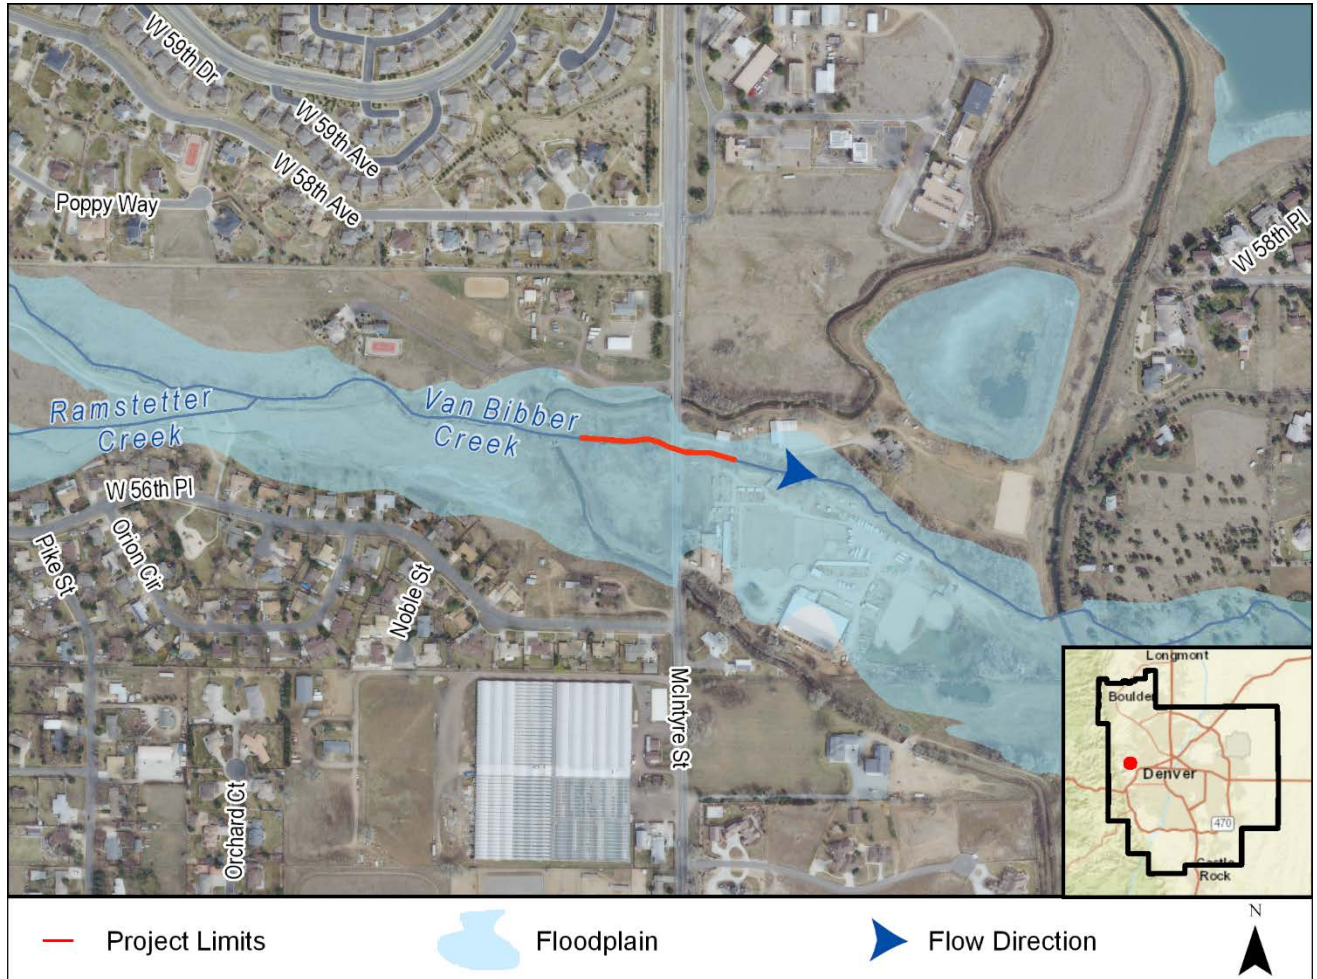 W 59th Dr
W 59th Ave
W 58th Ave
Poppy Way
W 58th Pl
Ramstetter
Creek
Van Bibber
Creek
W 56th Pl
Pike St
Orion Cir
Noble St
Orchard Ct
McIntyre St
Longmont
Boulder
Denver
470
Castle
Rock
Project Limits
Floodplain
Flow Direction
N